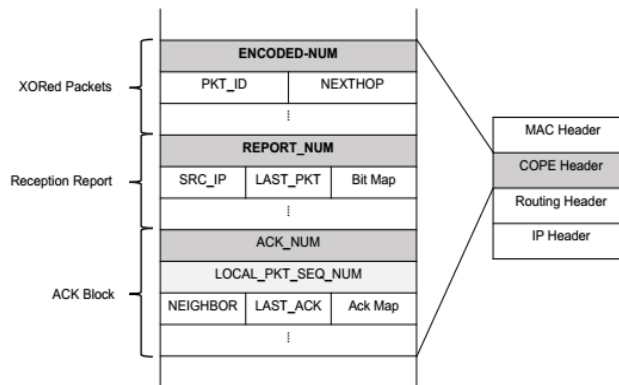 ENCODED-NUM
XORed Packets
PKT_ID NEXTHOP
REPORT_NUM
Reception Report
SRC_IP LAST_PKT Bit Map
ACK_NUM
LOCAL_PKT_SEQ_NUM
ACK Block
NEIGHBOR LAST_ACK Ack Map
MAC Header
COPE Header
Routing Header
IP Header